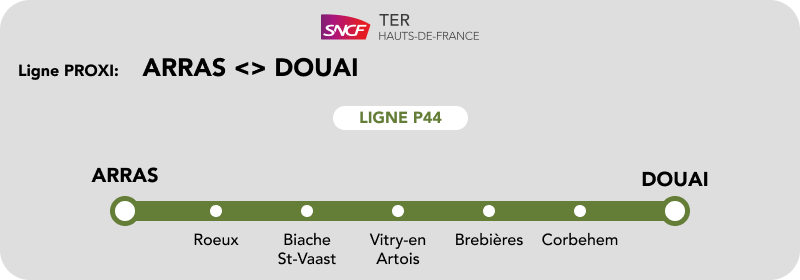 SNCF
TER
HAUTS-DE-FRANCE
Ligne PROXI: ARRAS <> DOUAI
LIGNE P44
ARRAS
DOUAI
Roeux
Biache
St-Vaast
Vitry-en
Artois
Brebières
Corbehem